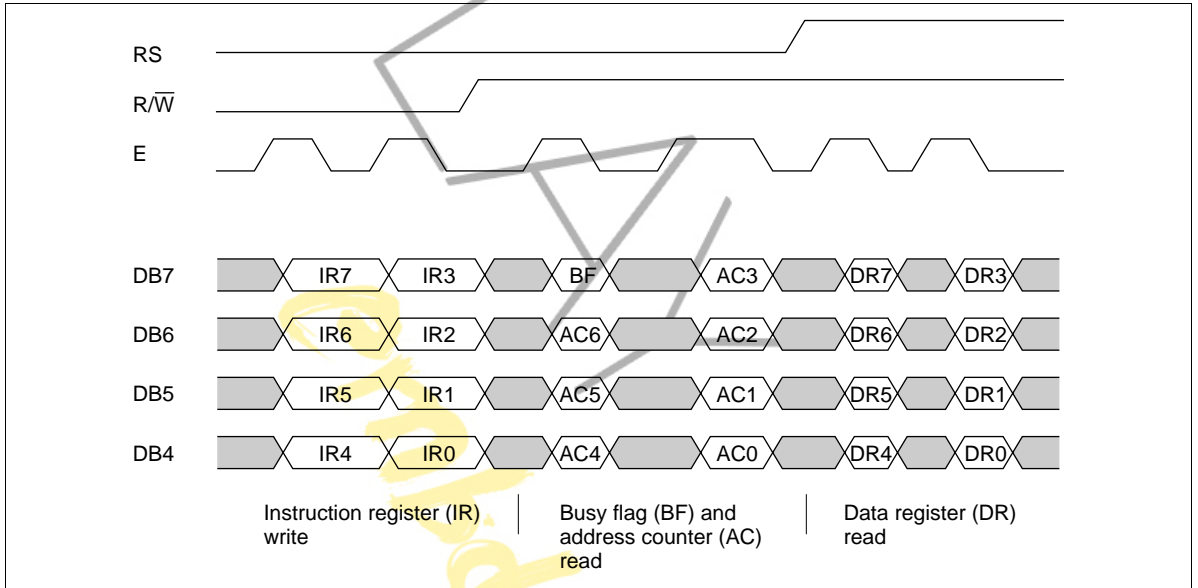 RS
R/W̅
E
DB7 IR7 IR3 BF AC3 DR7 DR3
DB6 IR6 IR2 AC6 AC2 DR6 DR2
DB5 IR5 IR1 AC5 AC1 DR5 DR1
DB4 IR4 IR0 AC4 AC0 DR4 DR0
Instruction register (IR)
write
Busy flag (BF) and
address counter (AC)
read
Data register (DR)
read